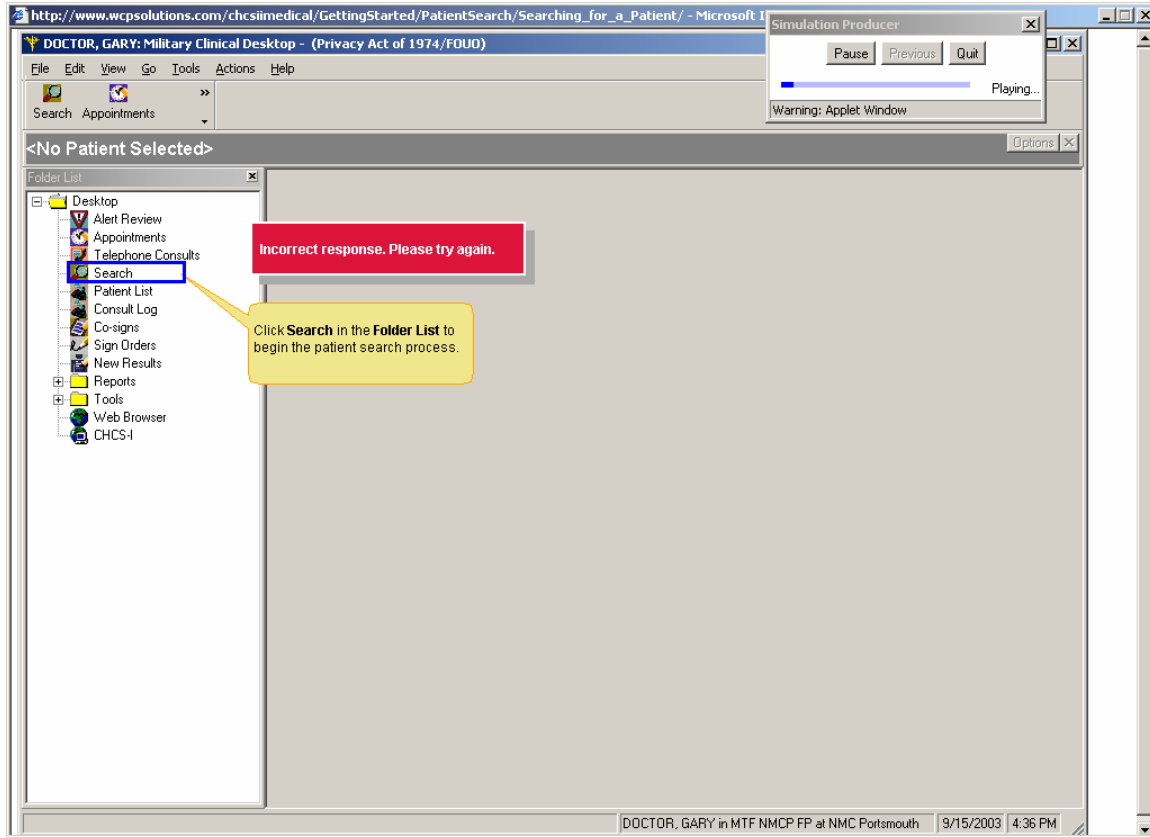 http://www.wcpsolutions.com/chcsiimedical/GettingStarted/PatientSearch/Searching_for_a_Patient/ - Microsoft I
Simulation Producer
DOCTOR, GARY: Military Clinical Desktop - (Privacy Act of 1974/FOUO)
Pause Previous Quit
File Edit View Go Tools Actions Help
Playing...
Search Appointments »
Warning: Applet Window
<No Patient Selected>
Options
Folder List
Desktop
Alert Review
Appointments
Telephone Consults
Search
Patient List
Consult Log
Co-signs
Sign Orders
New Results
Reports
Tools
Web Browser
CHCS-I
Incorrect response. Please try again.
Click Search in the Folder List to
begin the patient search process.
DOCTOR, GARY in MTF NMCP FP at NMC Portsmouth 9/15/2003 4:36 PM